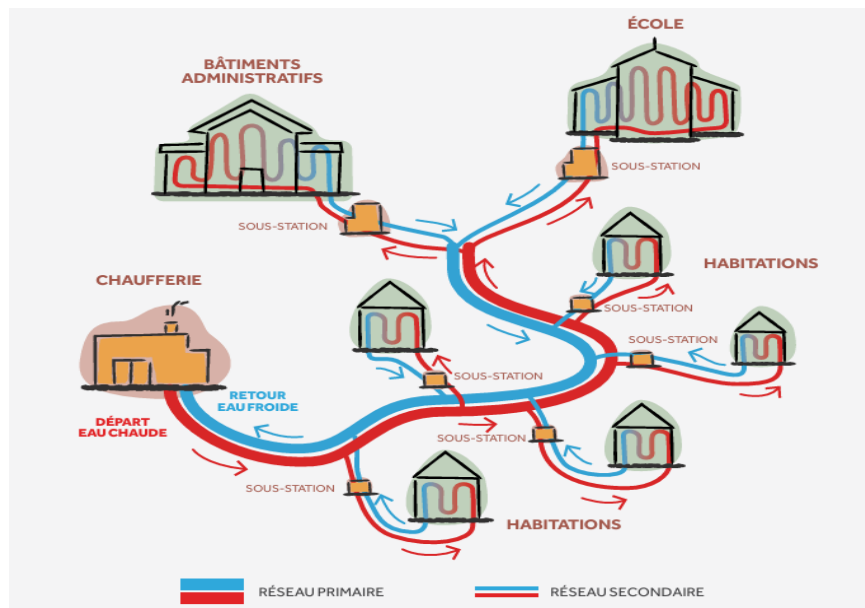 ÉCOLE
BÂTIMENTS
ADMINISTRATIFS
SOUS-STATION
SOUS-STATION
HABITATIONS
CHAUFFERIE
SOUS-STATION
SOUS-STATION
SOUS-STATION
RETOUR
EAU FROIDE
DÉPART
EAU CHAUDE
SOUS-STATION
SOUS-STATION
HABITATIONS
RÉSEAU PRIMAIRE
RÉSEAU SECONDAIRE